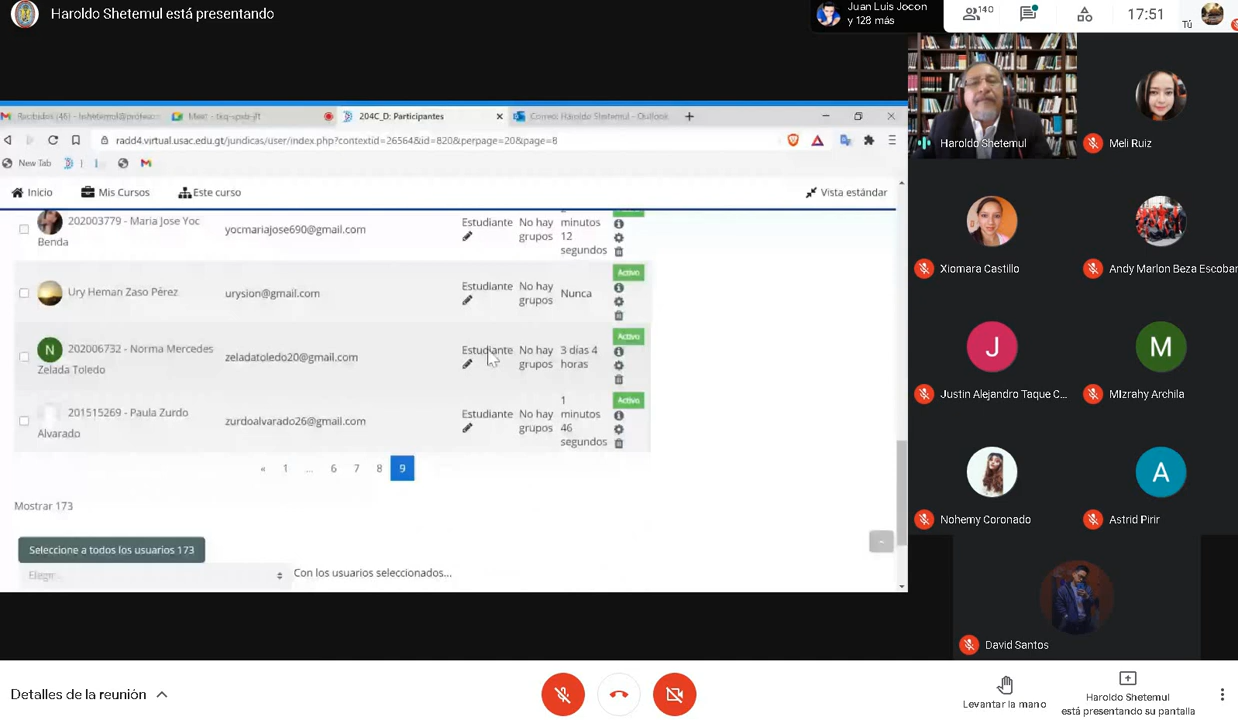 Haroldo Shetemul está presentando
Juan Luis Jocon
y 128 más
140
17:51
Tú
204C_D: Participantes
Correo: Haroldo Shetemul - Outlook
radd4.virtual.usac.edu.gt/juridicas/user/index.php?contextid=26564&id=820&perpage=20&page=8
New Tab
Inicio
Mis Cursos
Este curso
Vista estándar
202003779 - Maria Jose Yoc
Benda
yocmariajose690@gmail.com
Estudiante
No hay
grupos
minutos
12
segundos
Ury Heman Zaso Pérez
urysion@gmail.com
Estudiante
No hay
grupos
Nunca
Activo
N
202006732 - Norma Mercedes
Zelada Toledo
zeladatoledo20@gmail.com
Estudiante
No hay
grupos
3 días 4
horas
Activo
201515269 - Paula Zurdo
Alvarado
zurdoalvarado26@gmail.com
Estudiante
No hay
grupos
1
minutos
46
segundos
Activo
« 1 ... 6 7 8 9
Mostrar 173
Seleccione a todos los usuarios 173
Elegir...
Con los usuarios seleccionados...
Haroldo Shetemul
Meli Ruiz
Xiomara Castillo
Andy Marlon Beza Escobar
J
Justin Alejandro Taque C...
M
MIzrahy Archila
Nohemy Coronado
A
Astrid Pirir
David Santos
Detalles de la reunión
Levantar la mano
Haroldo Shetemul
está presentando su pantalla